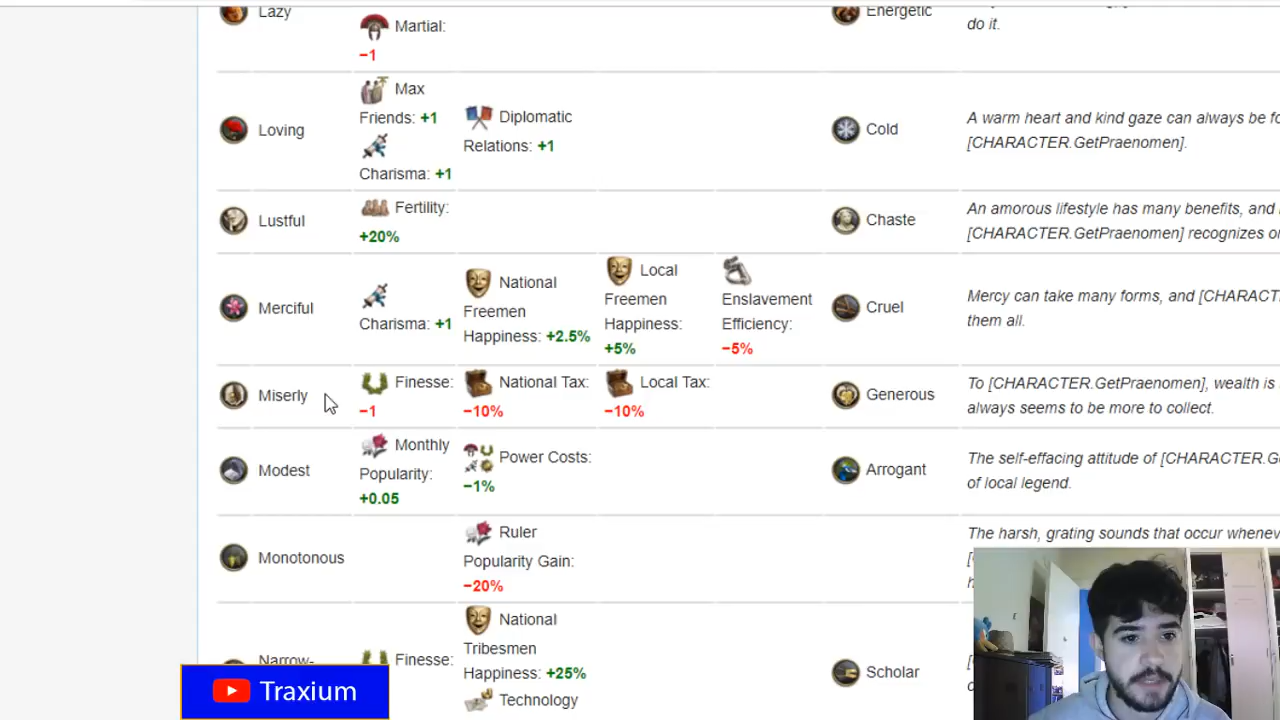 Lazy
Martial:
−1
Energetic
do it.
Loving
Max
Friends: +1
Charisma: +1
Diplomatic
Relations: +1
Cold
A warm heart and kind gaze can always be fo
[CHARACTER.GetPraenomen].
Lustful
Fertility:
+20%
Chaste
An amorous lifestyle has many benefits, and
[CHARACTER.GetPraenomen] recognizes
Merciful
Charisma: +1
National
Freemen
Happiness: +2.5%
Local
Freemen
Happiness:
+5%
Enslavement
Efficiency:
−5%
Cruel
Mercy can take many forms, and [CHARACT
them all.
Miserly
Finesse:
−1
National Tax:
−10%
Local Tax:
−10%
Generous
To [CHARACTER.GetPraenomen], wealth is
always seems to be more to collect.
Modest
Monthly
Popularity:
+0.05
Power Costs:
−1%
Arrogant
The self-effacing attitude of [CHARACTER.G
of local legend.
Monotonous
Ruler
Popularity Gain:
−20%
The harsh, grating sounds that occur wheneve
Narrow-
Finesse:
National
Tribesmen
Happiness: +25%
Technology
Scholar
Traxium